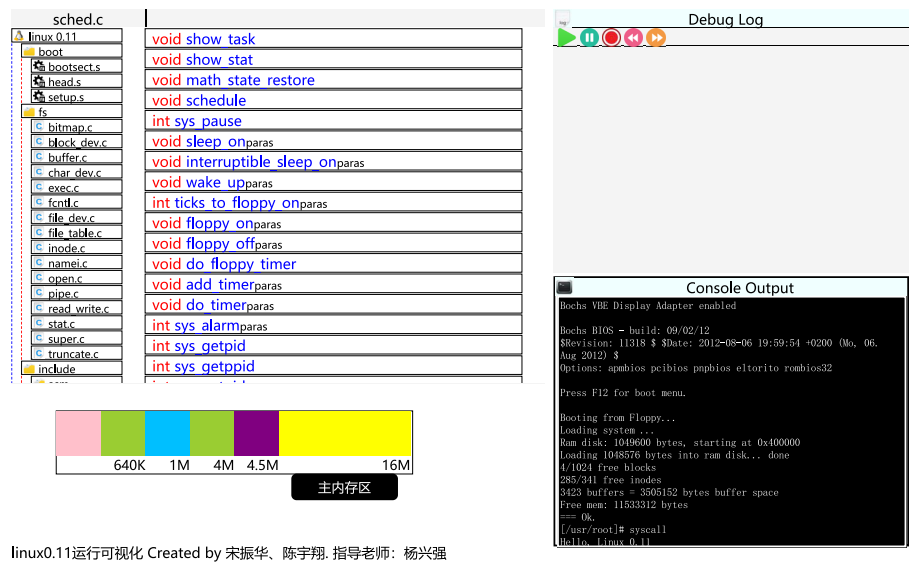 sched.c
linux 0.11
boot
bootsect.s
head.s
setup.s
fs
bitmap.c
block_dev.c
buffer.c
char_dev.c
exec.c
fcntl.c
file_dev.c
file_table.c
inode.c
namei.c
open.c
pipe.c
read_write.c
stat.c
super.c
truncate.c
include
void show_task
void show_stat
void math_state_restore
void schedule
int sys_pause
void sleep_onparas
void interruptible_sleep_onparas
void wake_upparas
int ticks_to_floppy_onparas
void floppy_onparas
void floppy_offparas
void do_floppy_timer
void add_timerparas
void do_timerparas
int sys_alarmparas
int sys_getpid
int sys_getppid
Debug Log
Console Output
Bochs VBE Display Adapter enabled
Bochs BIOS - build: 09/02/12
$Revision: 11318 $ $Date: 2012-08-06 19:59:54 +0200 (Mo, 06.
Aug 2012) $
Options: apmbios pcibios pnpbios eltorito rombios32
Press F12 for boot menu.
Booting from Floppy...
Loading system ...
Ram disk: 1049600 bytes, starting at 0x400000
Loading 1048576 bytes into ram disk... done
4/1024 free blocks
285/341 free inodes
3423 buffers = 3505152 bytes buffer space
Free mem: 11533312 bytes
=== Ok.
[/usr/root]# syscall
Hello, Linux 0.11
640K 1M 4M 4.5M 16M
主内存区
linux0.11运行可视化 Created by 宋振华、陈宇翔. 指导老师：杨兴强